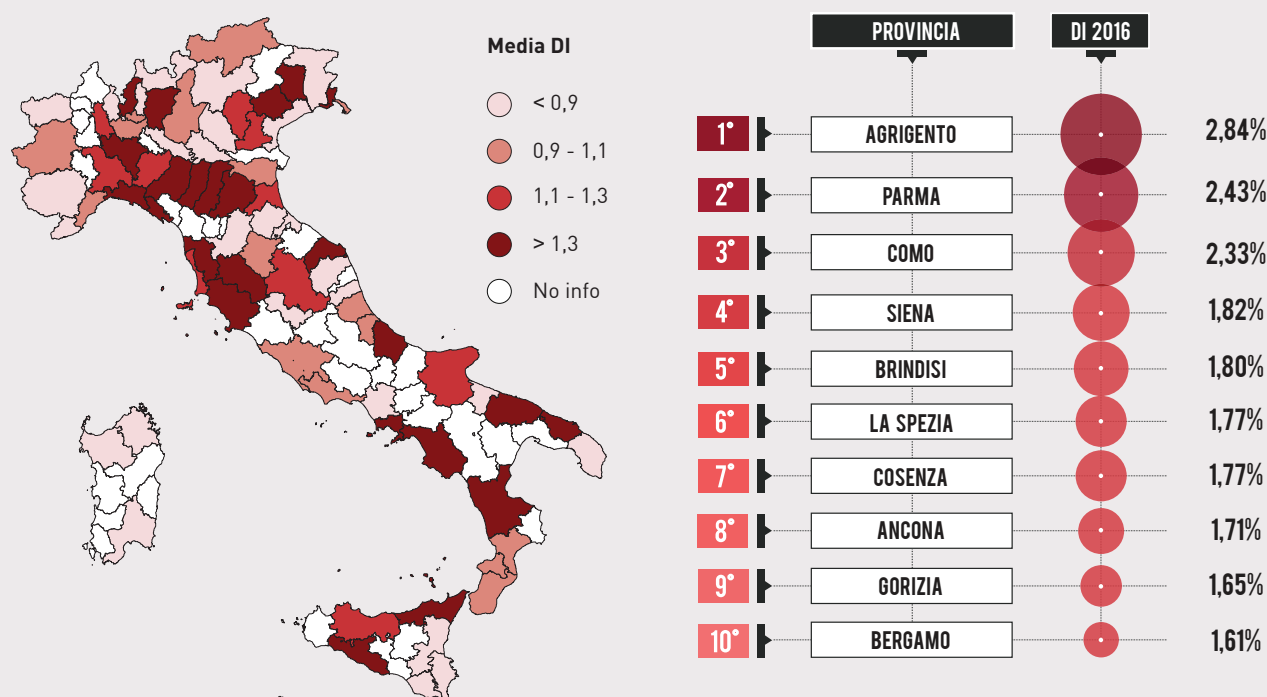 Media DI
< 0,9
0,9 - 1,1
1,1 - 1,3
> 1,3
No info
PROVINCIA DI 2016
1° AGRIGENTO 2,84%
2° PARMA 2,43%
3° COMO 2,33%
4° SIENA 1,82%
5° BRINDISI 1,80%
6° LA SPEZIA 1,77%
7° COSENZA 1,77%
8° ANCONA 1,71%
9° GORIZIA 1,65%
10° BERGAMO 1,61%